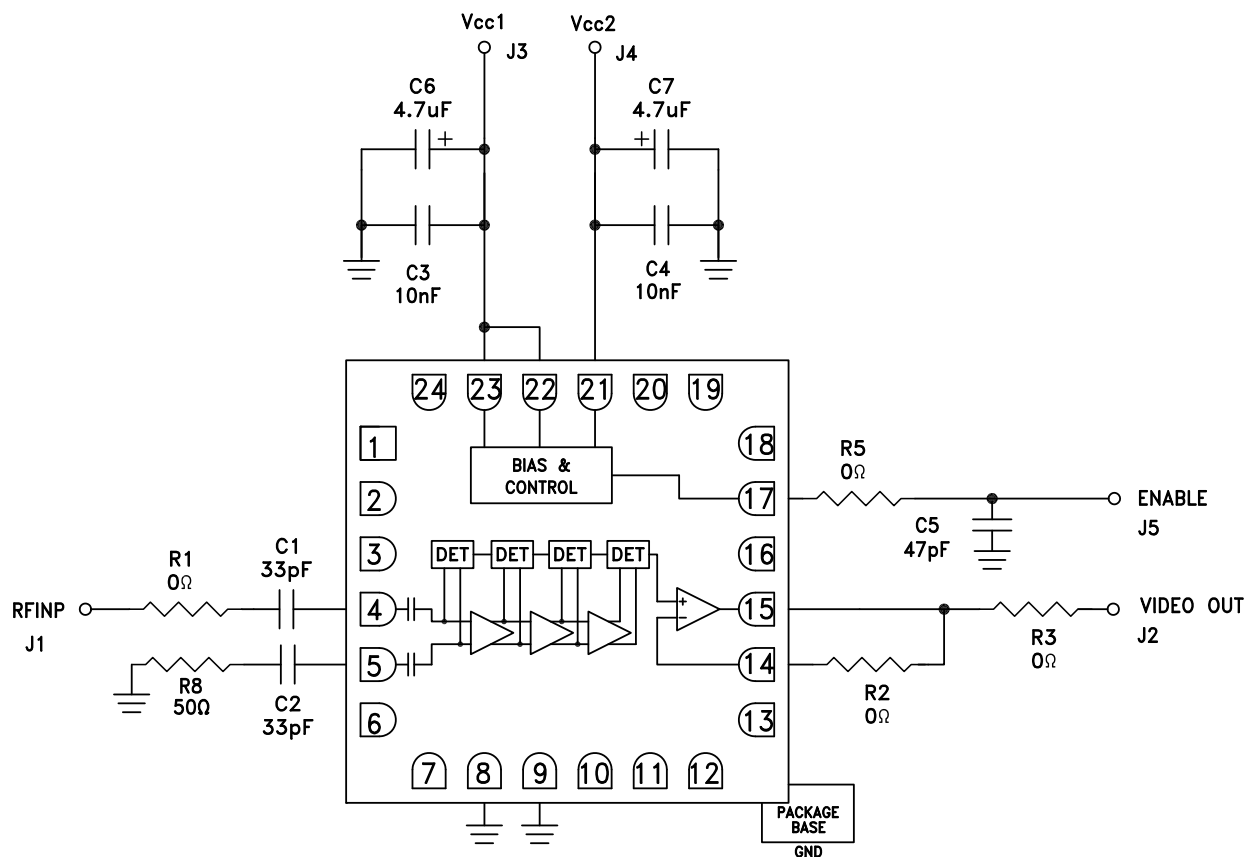 Vcc1
J3
Vcc2
J4
C6
4.7uF
+
C7
4.7uF
+
C3
10nF
C4
10nF
24
23
22
21
20
19
1
2
3
4
5
6
18
17
16
15
14
13
7
8
9
10
11
12
BIAS &
CONTROL
DET
DET
DET
DET
+
−
R5
0Ω
C5
47pF
ENABLE
J5
RFINP
J1
R1
0Ω
C1
33pF
R8
50Ω
C2
33pF
VIDEO OUT
J2
R3
0Ω
R2
0Ω
PACKAGE
BASE
GND